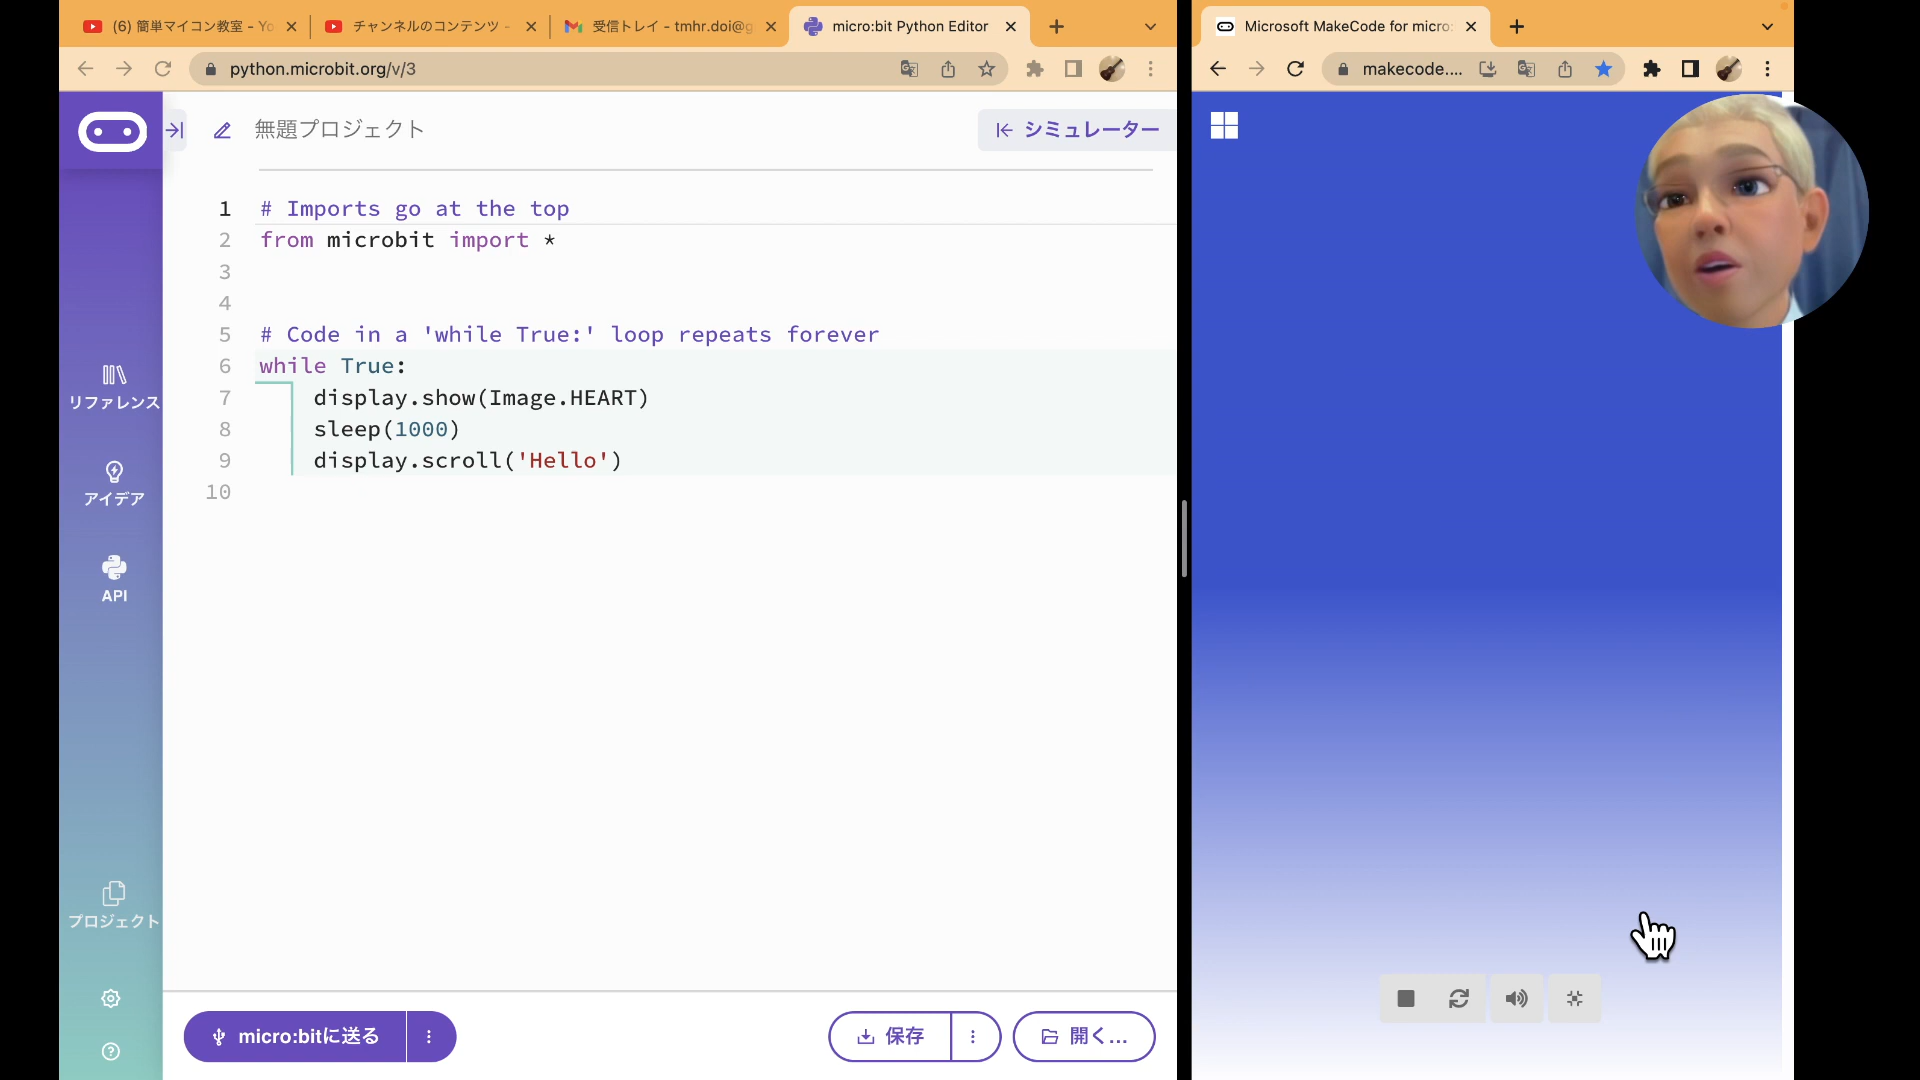 (6) 簡単マイコン教室 - Yo
チャンネルのコンテンツ -
受信トレイ - tmhr.doi@g
micro:bit Python Editor
python.microbit.org/v/3
無題プロジェクト
シミュレーター
1 # Imports go at the top
2 from microbit import *
3
4
5 # Code in a 'while True:' loop repeats forever
6 while True:
7 display.show(Image.HEART)
8 sleep(1000)
9 display.scroll('Hello')
10
リファレンス
アイデア
API
プロジェクト
micro:bitに送る
保存
開く...
Microsoft MakeCode for micro:
makecode....